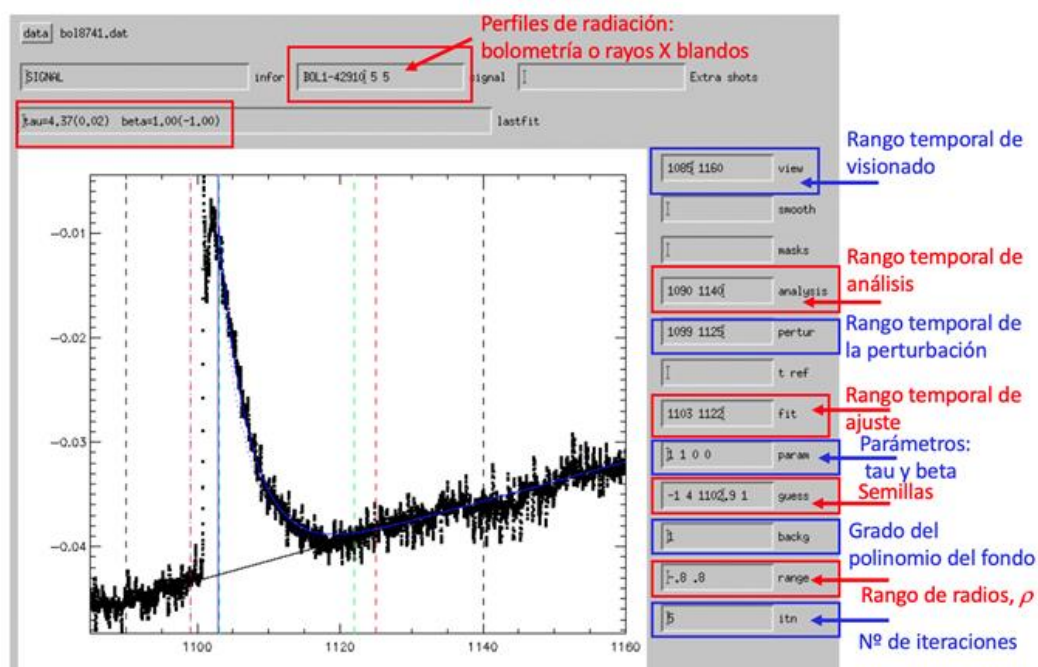 data bol8741.dat
Perfiles de radiación:
bolometría o rayos X blandos
SIGNAL infor BOL1-42910 5 5 signal Extra shots
tau=4.37(0.02) beta=1.00(-1.00) lastfit
Rango temporal de
visionado
1085 1160 view
smooth
masks
Rango temporal de
análisis
1090 1140 analysis
Rango temporal de
la perturbación
1099 1125 pertur
t ref
Rango temporal de
ajuste
1103 1122 fit
Parámetros:
tau y beta
1 1 0 0 param
Semillas
-1 4 1102.9 1 guess
Grado del
polinomio del fondo
1 backg
-.8 .8 range
Rango de radios, ρ
5 itn
Nº de iteraciones
-0.01
-0.02
-0.03
-0.04
1100 1120 1140 1160